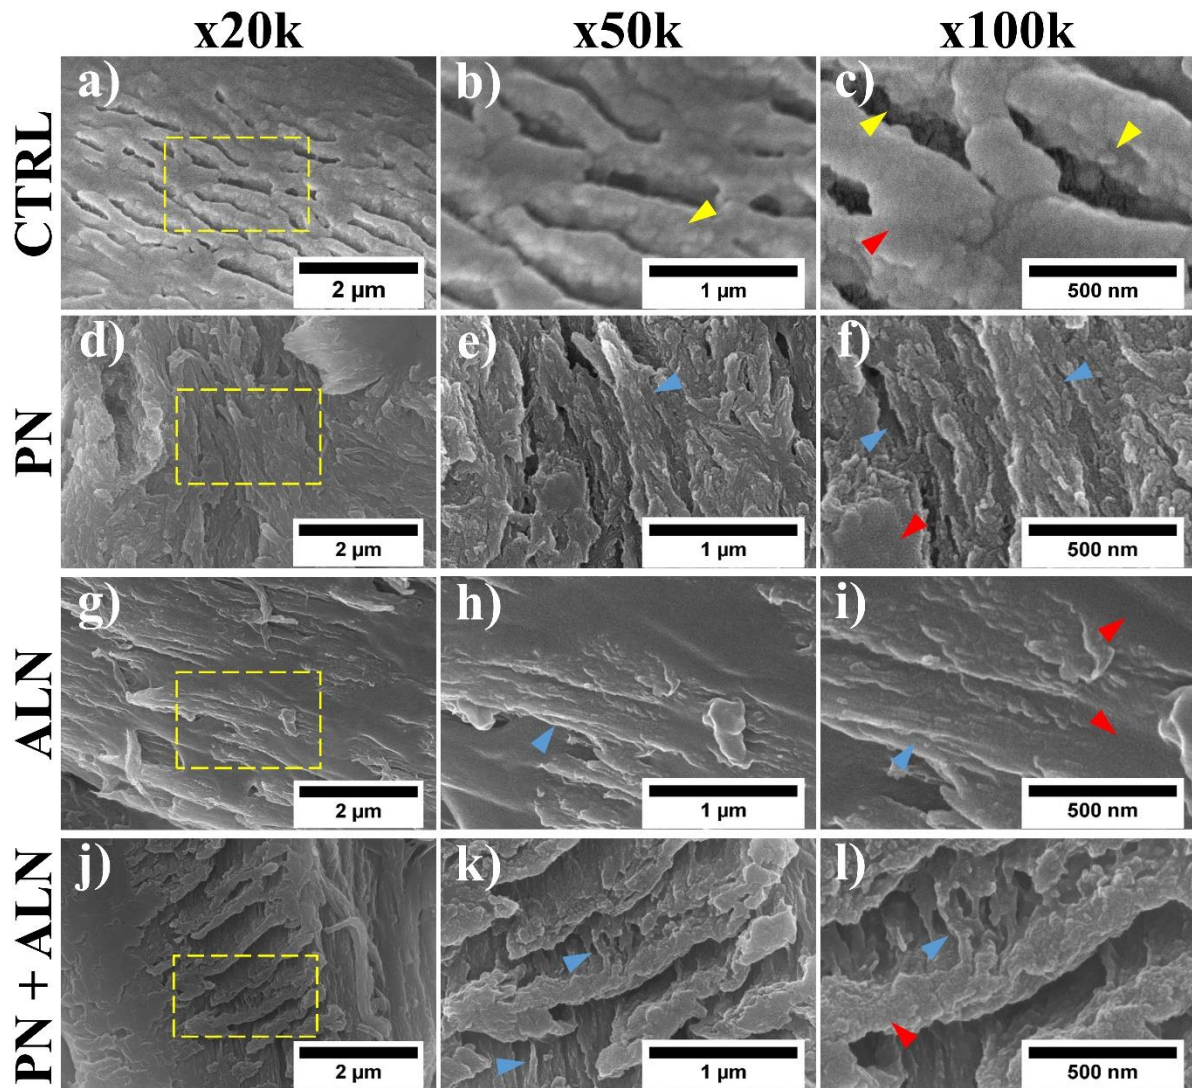 x20k x50k x100k
CTRL
a) b) c)
2 µm 1 µm 500 nm
PN
d) e) f)
2 µm 1 µm 500 nm
ALN
g) h) i)
2 µm 1 µm 500 nm
PN + ALN
j) k) l)
2 µm 1 µm 500 nm